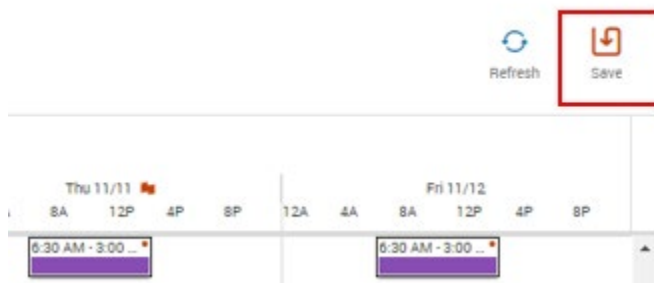 Refresh Save
Thu 11/11 Fri 11/12
8A 12P 4P 8P 12A 4A 8A 12P 4P 8P
6:30 AM - 3:00 ... 6:30 AM - 3:00 ...